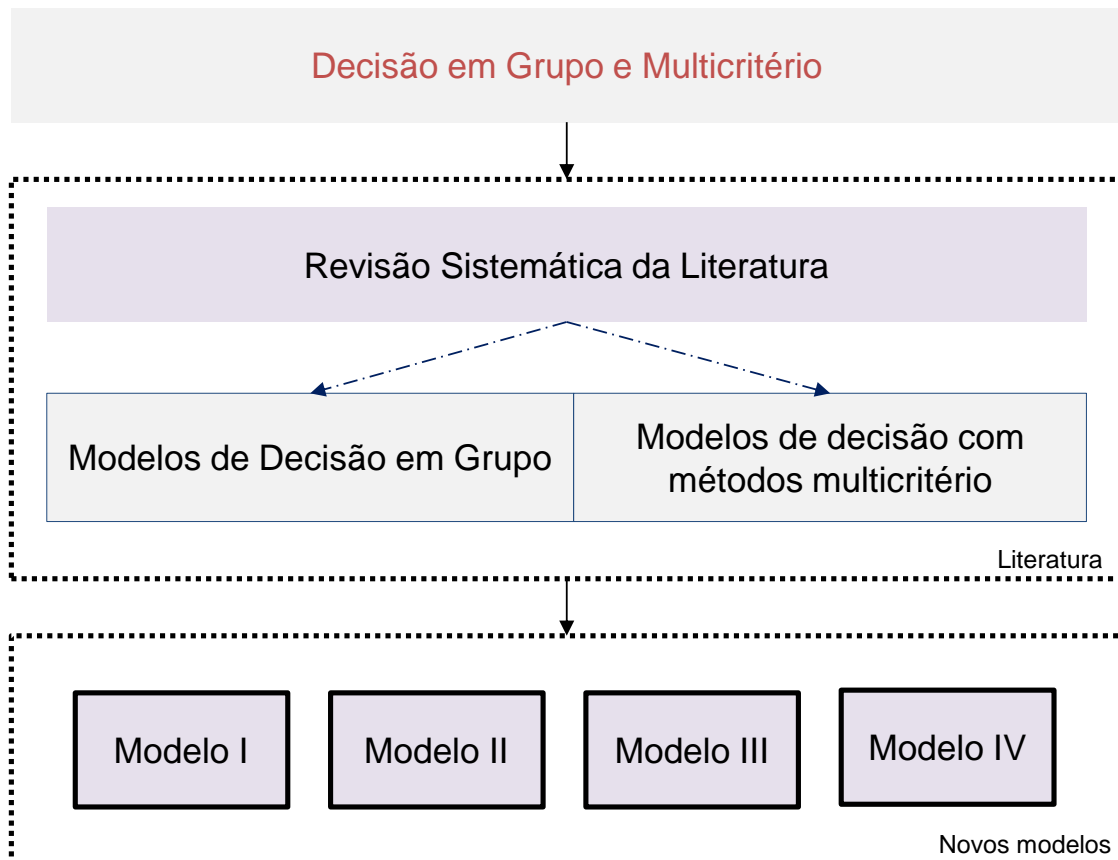 Decisão em Grupo e Multicritério
Revisão Sistemática da Literatura
Modelos de Decisão em Grupo
Modelos de decisão com
métodos multicritério
Literatura
Modelo I
Modelo II
Modelo III
Modelo IV
Novos modelos